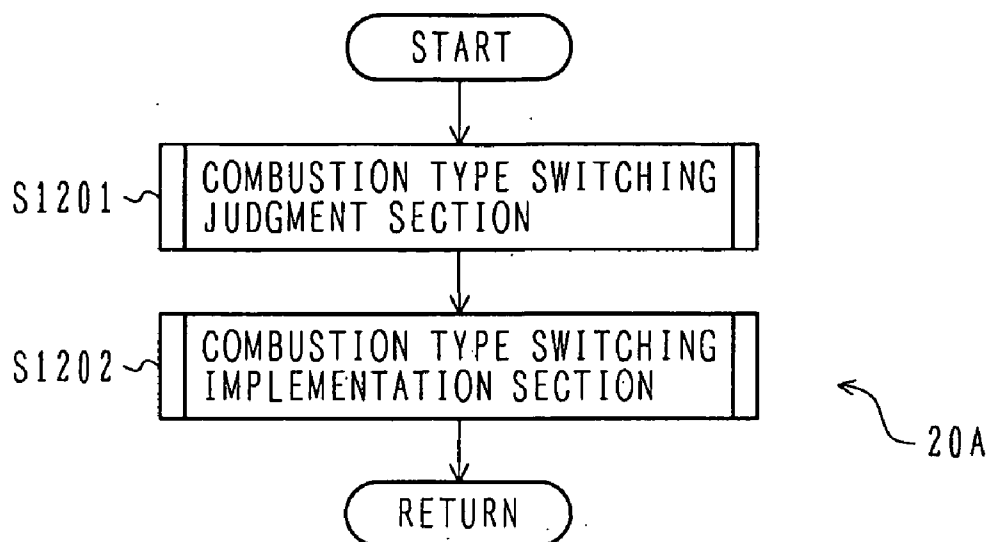 START
S1201
COMBUSTION TYPE SWITCHING
JUDGMENT SECTION
S1202
COMBUSTION TYPE SWITCHING
IMPLEMENTATION SECTION
20A
RETURN